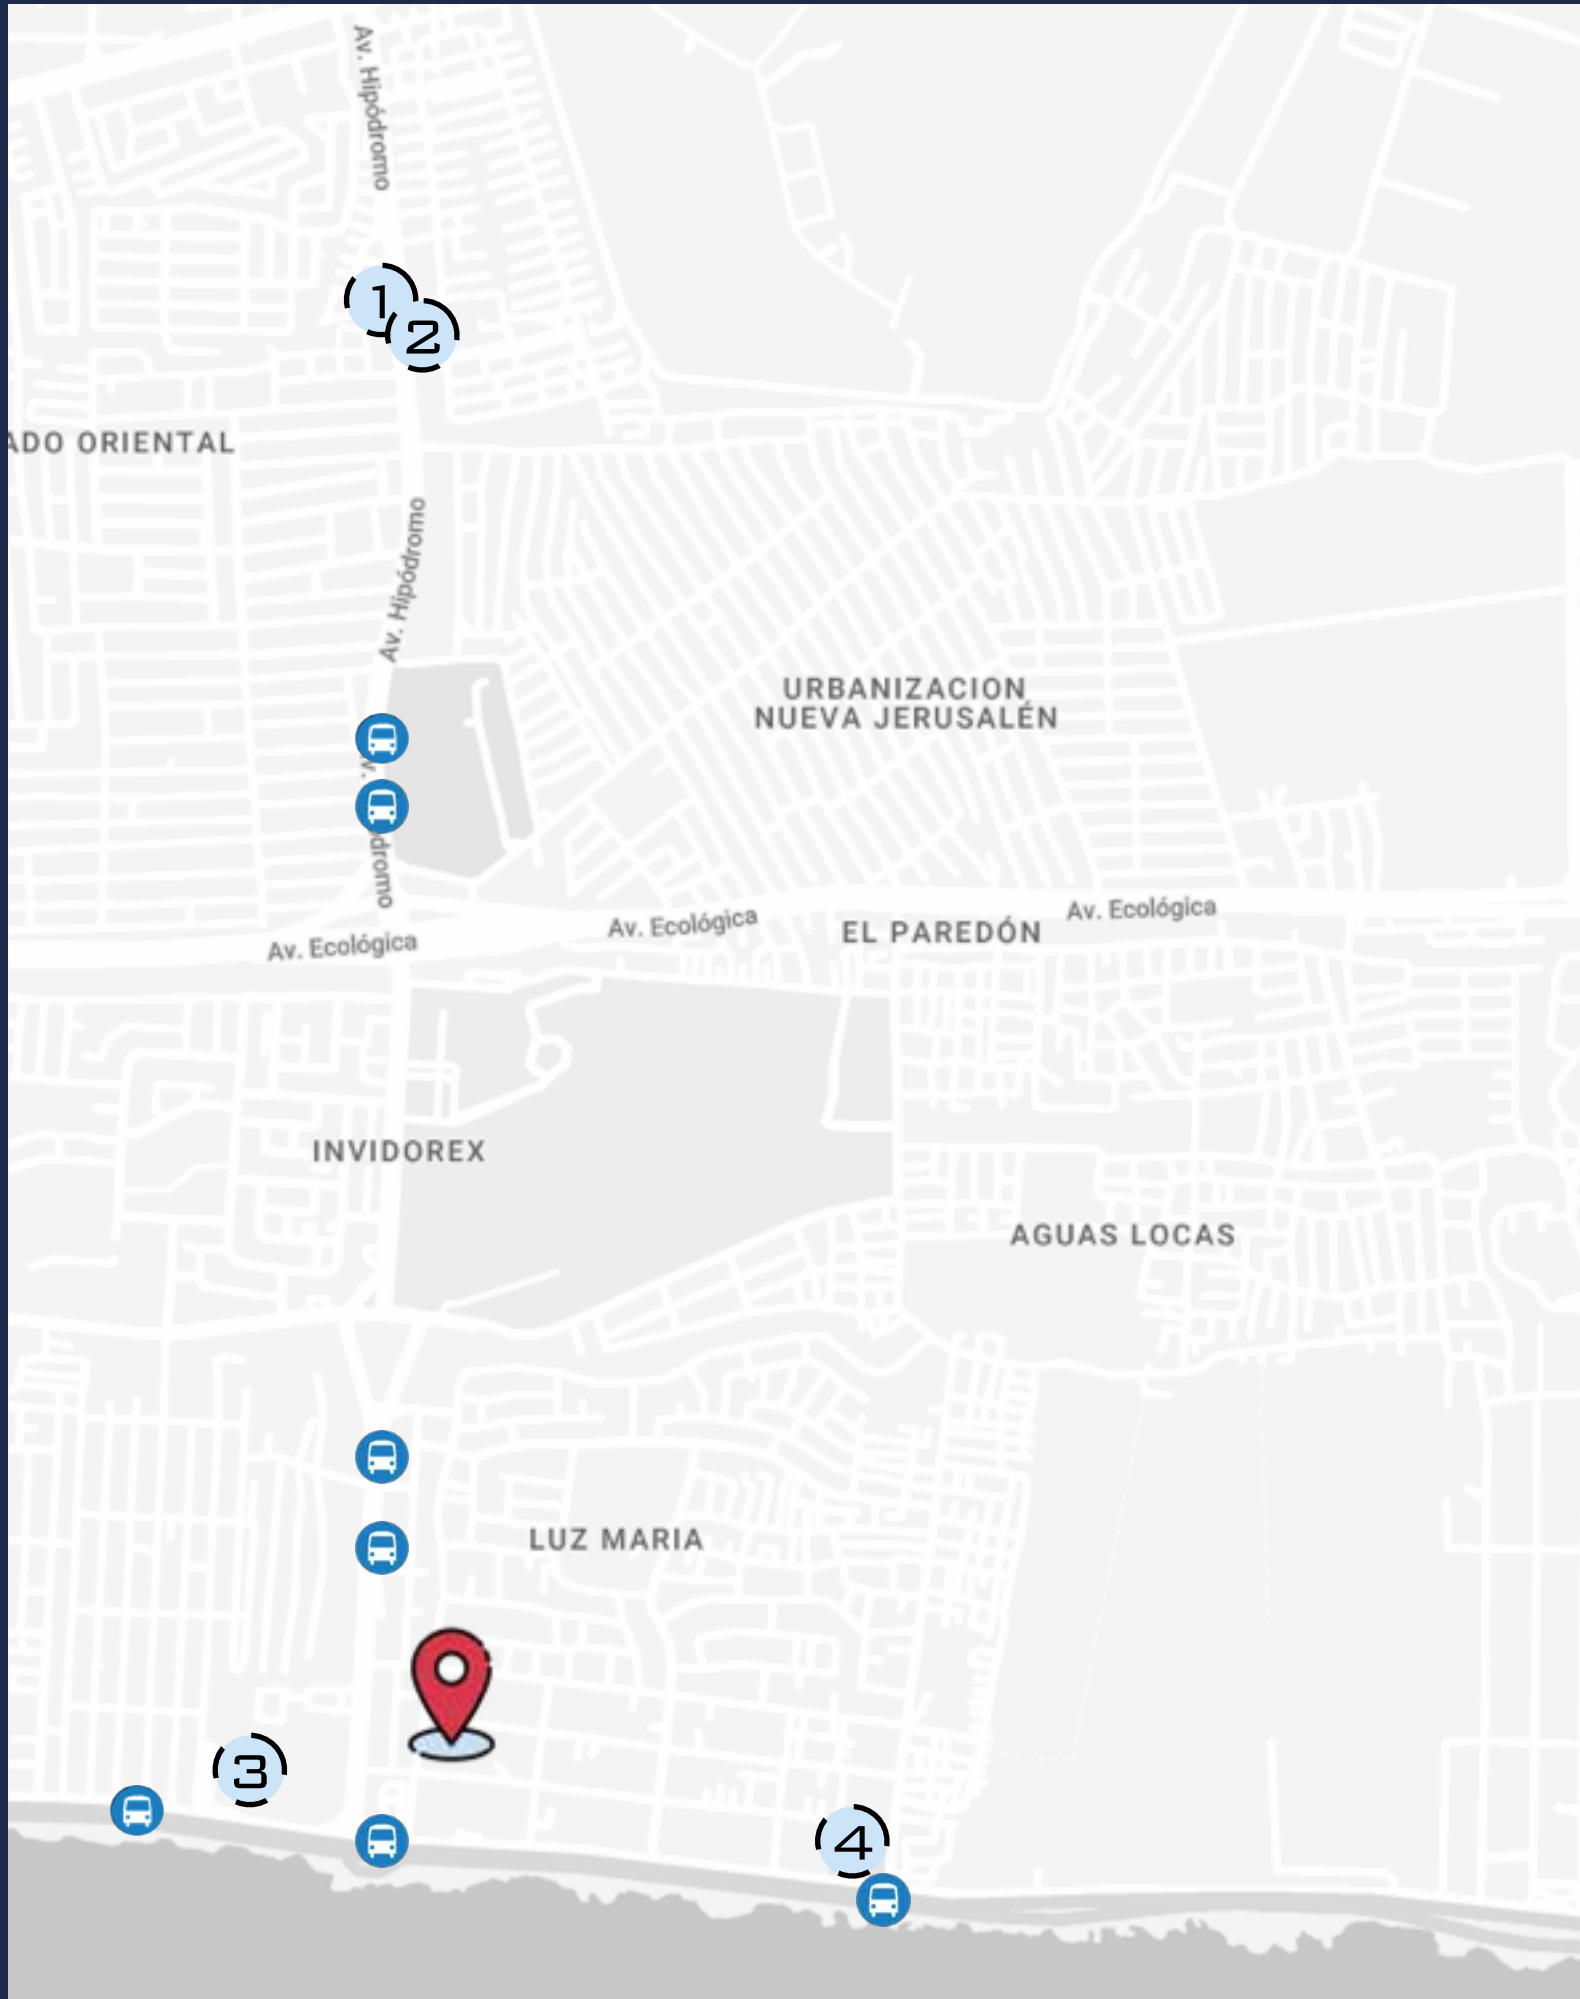 Av. Hipódromo
1
2
ADO ORIENTAL
Av. Hipódromo
URBANIZACION
NUEVA JERUSALÉN
Av. Ecológica
Av. Ecológica
EL PAREDÓN
Av. Ecológica
INVIDOREX
AGUAS LOCAS
LUZ MARIA
3
4